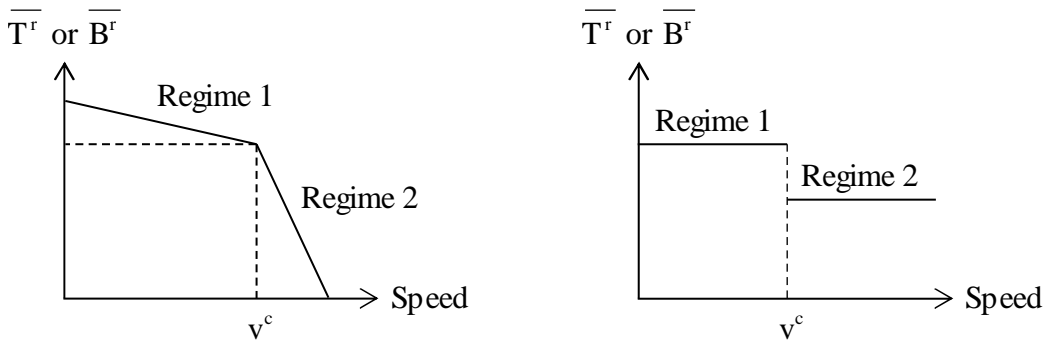 T^r or B^r
Regime 1
Regime 2
Speed
v^c
T^r or B^r
Regime 1
Regime 2
Speed
v^c